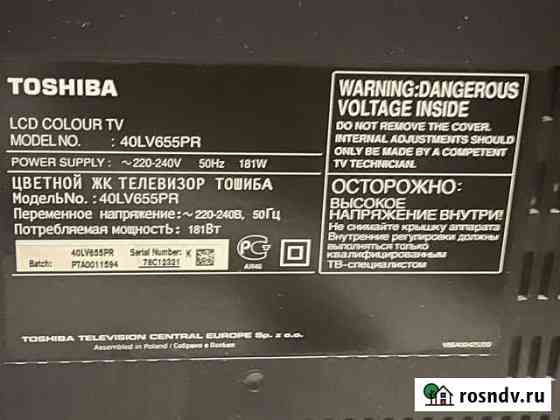 TOSHIBA
LCD COLOUR TV
MODEL NO. : 40LV655PR
POWER SUPPLY : ~220-240V 50Hz 181W
ЦВЕТНОЙ ЖК ТЕЛЕВИЗОР ТОШИБА
МодельNo: : 40LV655PR
Переменное напряжение: ~ 220-240В, 50Гц
Потребляемая мощность: : 181Вт
40LV655PR Serial Number: K
Batch: P7A0011594 78C12321
АЯ46
TOSHIBA TELEVISION CENTRAL EUROPE Sp. z o.o.
Assembled in Poland / Собрано в Польше
WARNING:DANGEROUS
VOLTAGE INSIDE
DO NOT REMOVE THE COVER.
INTERNAL ADJUSTMENTS SHOULD
ONLY BE MADE BY A COMPETENT
TV TECHNICIAN.
ОСТОРОЖНО:
ВЫСОКОЕ
НАПРЯЖЕНИЕ ВНУТРИ!
Не снимайте крышку аппарата
Внутренние регулировки должны
выполняться только
квалифицированным
ТВ-специалистом
rosndv.ru